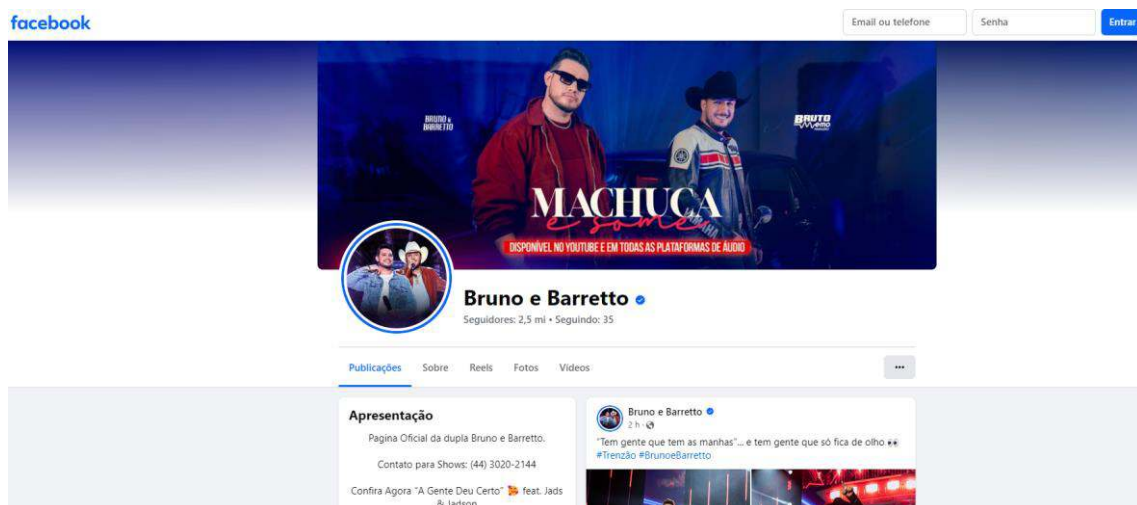 facebook
Email ou telefone
Senha
Entrar
BRUNO &
BARRETTO
BRUTO
MACHUCA
e some
YAMAHA
DISPONÍVEL NO YOUTUBE E EM TODAS AS PLATAFORMAS DE ÁUDIO
Bruno e Barretto
Seguidores: 2,5 mi • Seguindo: 35
Publicações
Sobre
Reels
Fotos
Vídeos
Apresentação
Pagina Oficial da dupla Bruno e Barretto.
Contato para Shows: (44) 3020-2144
Confira Agora "A Gente Deu Certo" 💃 feat. Jads
& Jadson
Bruno e Barretto
2 h ·
"Tem gente que tem as manhas"... e tem gente que só fica de olho 👀
#Trenzão #BrunoeBarretto